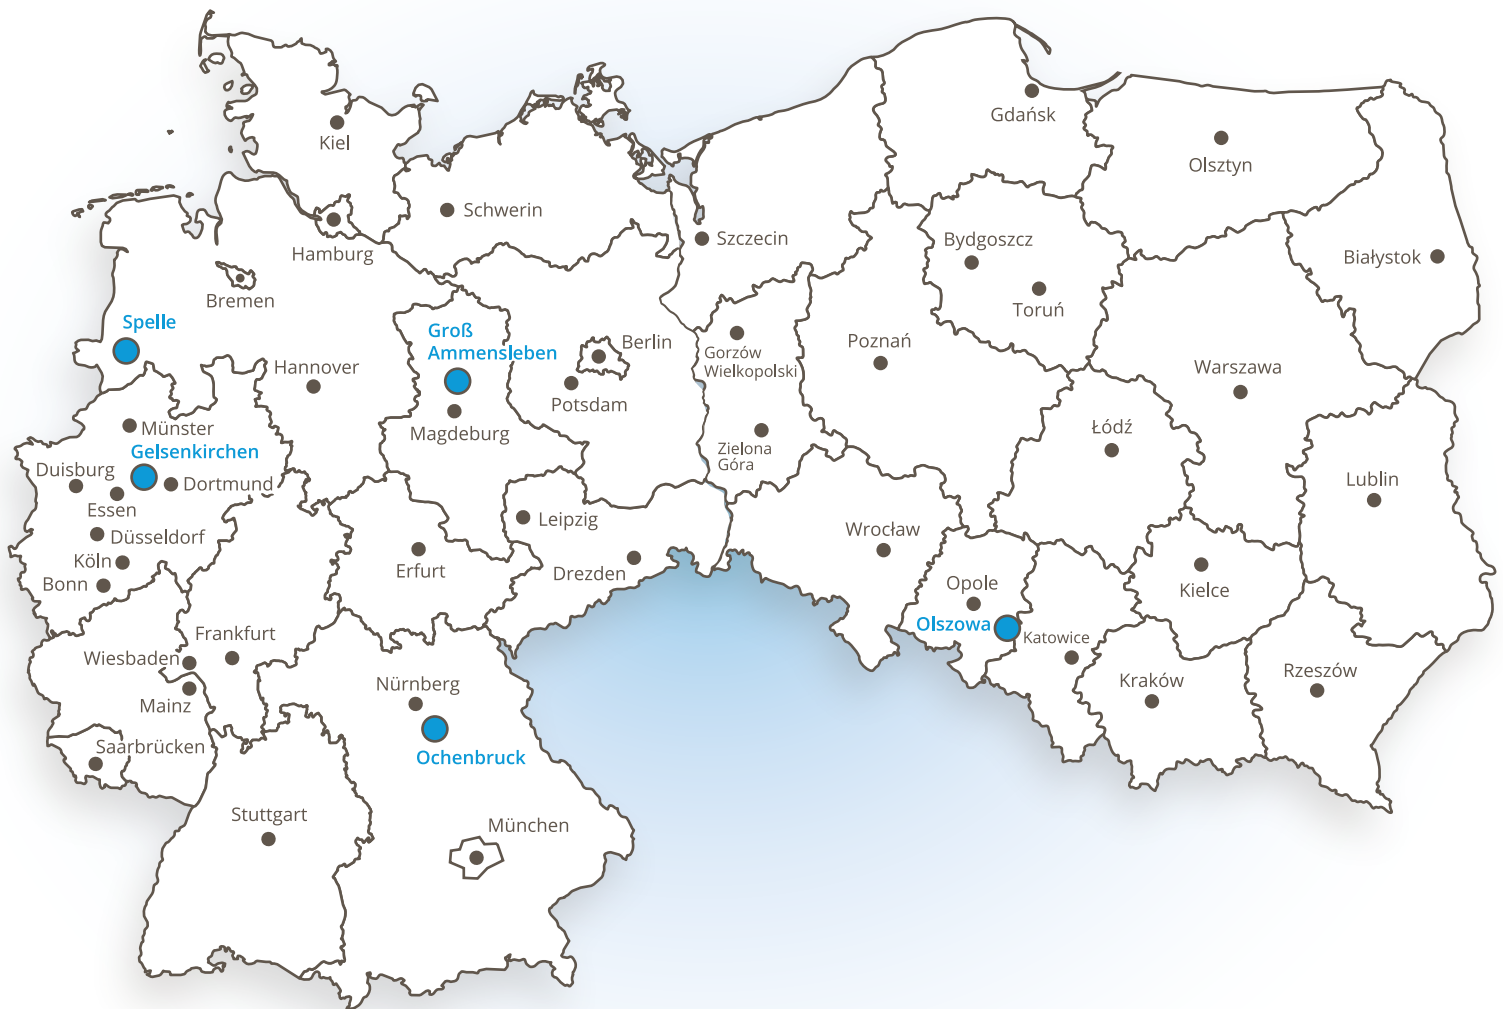 Kiel
Gdańsk
Olsztyn
Schwerin
Szczecin
Hamburg
Bydgoszcz
Białystok
Bremen
Toruń
Spelle
Groß
Ammensleben
Berlin
Gorzów
Wielkopolski
Poznań
Warszawa
Hannover
Potsdam
Münster
Magdeburg
Łódź
Gelsenkirchen
Zielona
Góra
Duisburg
Dortmund
Lublin
Essen
Leipzig
Wrocław
Düsseldorf
Köln
Erfurt
Drezden
Bonn
Opole
Kielce
Olszowa
Katowice
Frankfurt
Wiesbaden
Rzeszów
Nürnberg
Kraków
Mainz
Saarbrücken
Ochenbruck
Stuttgart
München